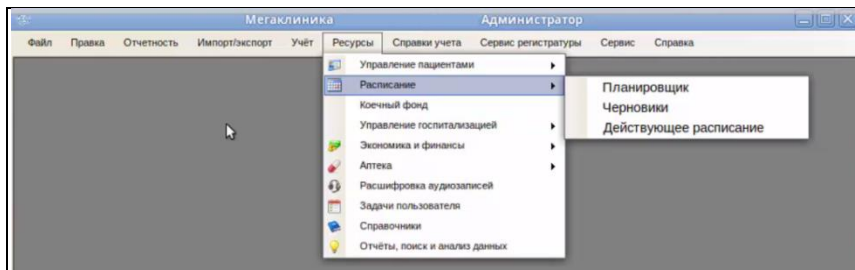 Мегаклиника Администратор
Файл Правка Отчетность Импорт/экспорт Учёт Ресурсы Справки учета Сервис регистратуры Сервис Справка
Управление пациентами
Расписание
Коечный фонд
Управление госпитализацией
Экономика и финансы
Аптека
Расшифровка аудиозаписей
Задачи пользователя
Справочники
Отчёты, поиск и анализ данных
Планировщик
Черновики
Действующее расписание